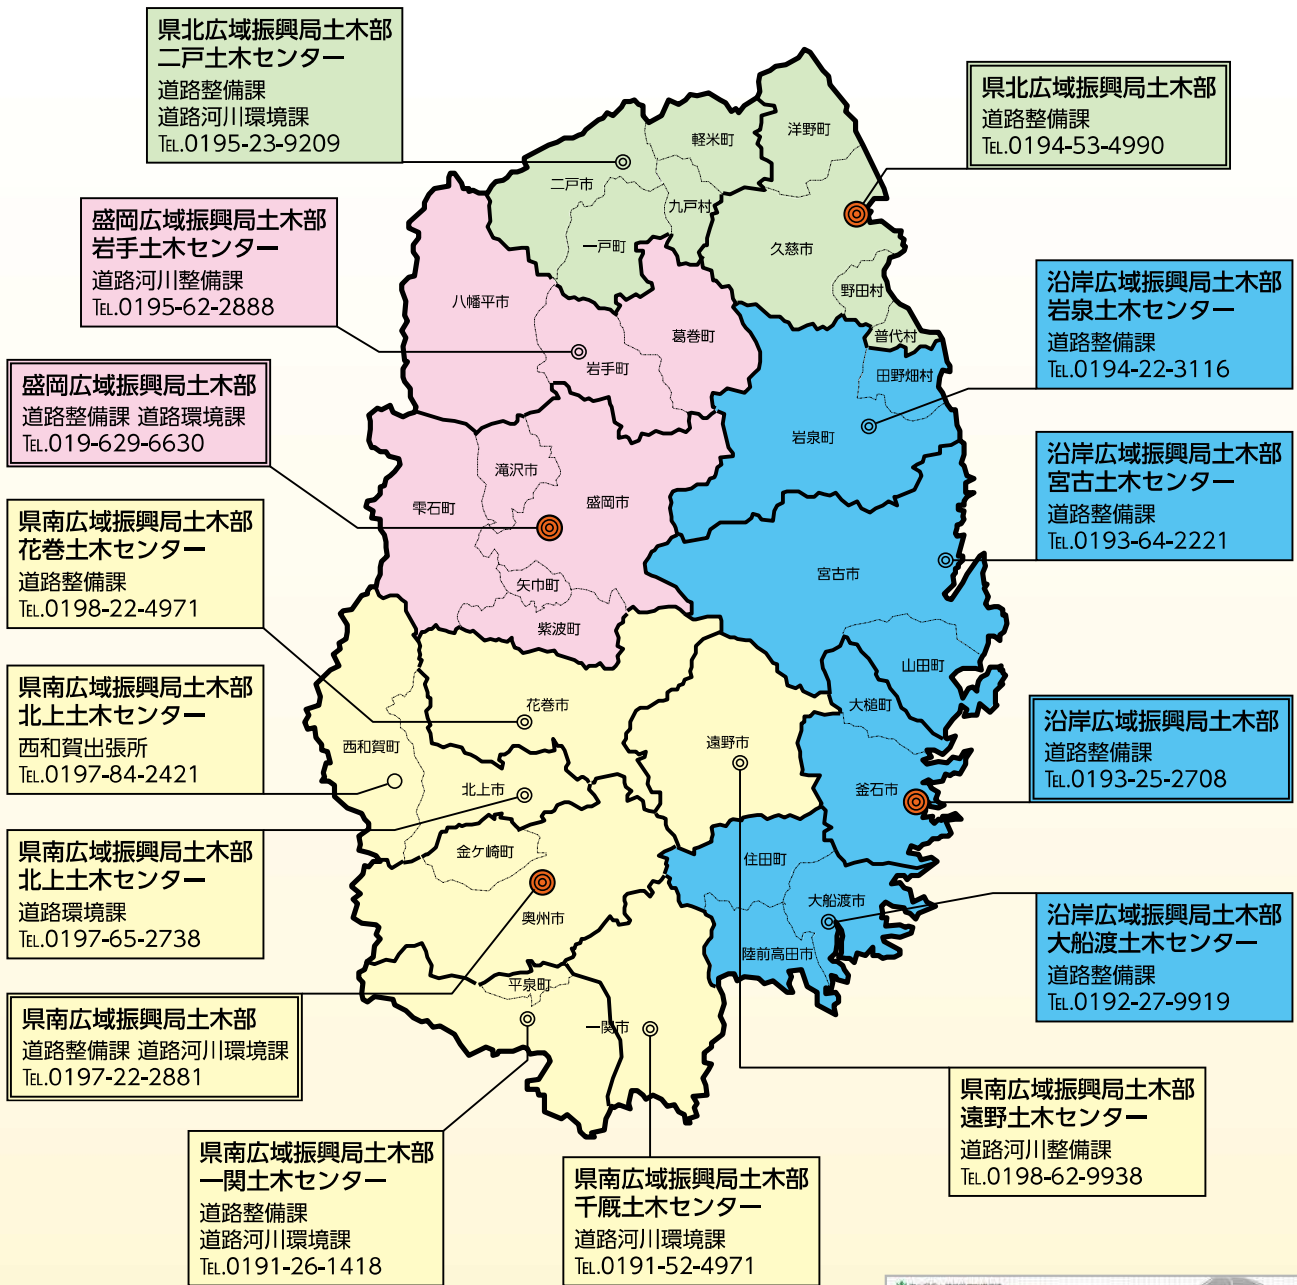 県北広域振興局土木部
二戸土木センター
道路整備課
道路河川環境課
TEL.0195-23-9209
県北広域振興局土木部
道路整備課
TEL.0194-53-4990
盛岡広域振興局土木部
岩手土木センター
道路河川整備課
TEL.0195-62-2888
盛岡広域振興局土木部
道路整備課 道路環境課
TEL.019-629-6630
県南広域振興局土木部
花巻土木センター
道路整備課
TEL.0198-22-4971
県南広域振興局土木部
北上土木センター
西和賀出張所
TEL.0197-84-2421
県南広域振興局土木部
北上土木センター
道路環境課
TEL.0197-65-2738
県南広域振興局土木部
道路整備課 道路河川環境課
TEL.0197-22-2881
県南広域振興局土木部
一関土木センター
道路整備課
道路河川環境課
TEL.0191-26-1418
県南広域振興局土木部
千厩土木センター
道路河川環境課
TEL.0191-52-4971
県南広域振興局土木部
遠野土木センター
道路河川整備課
TEL.0198-62-9938
沿岸広域振興局土木部
岩泉土木センター
道路整備課
TEL.0194-22-3116
沿岸広域振興局土木部
宮古土木センター
道路整備課
TEL.0193-64-2221
沿岸広域振興局土木部
道路整備課
TEL.0193-25-2708
沿岸広域振興局土木部
大船渡土木センター
道路整備課
TEL.0192-27-9919
洋野町
軽米町
二戸市
九戸村
一戸町
久慈市
野田村
普代村
八幡平市
葛巻町
岩手町
田野畑村
岩泉町
滝沢市
雫石町
盛岡市
矢巾町
紫波町
宮古市
山田町
大槌町
花巻市
西和賀町
遠野市
北上市
釜石市
金ケ崎町
住田町
奥州市
大船渡市
陸前高田市
平泉町
一関市